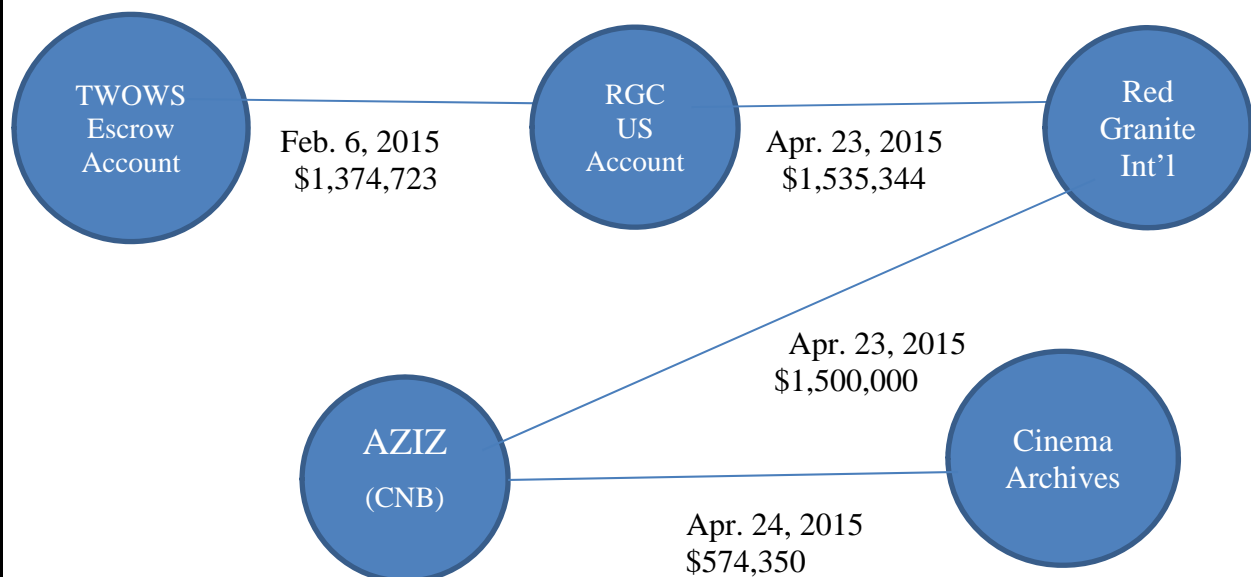 TWOWS
Escrow
Account
Feb. 6, 2015
$1,374,723
RGC
US
Account
Apr. 23, 2015
$1,535,344
Red
Granite
Int’l
Apr. 23, 2015
$1,500,000
AZIZ
(CNB)
Apr. 24, 2015
$574,350
Cinema
Archives